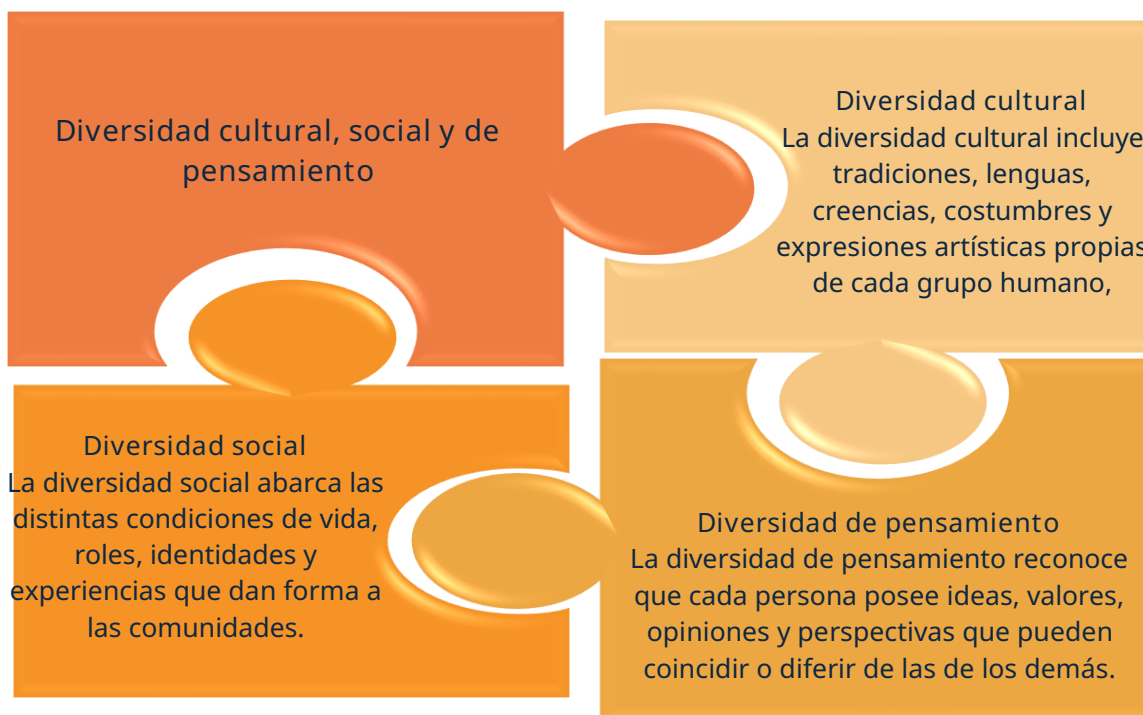 Diversidad cultural, social y de
pensamiento
Diversidad cultural
La diversidad cultural incluye
tradiciones, lenguas,
creencias, costumbres y
expresiones artísticas propias
de cada grupo humano,
Diversidad social
La diversidad social abarca las
distintas condiciones de vida,
roles, identidades y
experiencias que dan forma a
las comunidades.
Diversidad de pensamiento
La diversidad de pensamiento reconoce
que cada persona posee ideas, valores,
opiniones y perspectivas que pueden
coincidir o diferir de las de los demás.